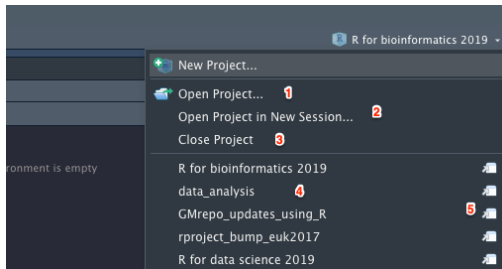 R for bioinformatics 2019
New Project...
Open Project... 1
Open Project in New Session... 2
Close Project 3
ronment is empty
R for bioinformatics 2019
data_analysis 4
GMrepo_updates_using_R 5
rproject_bump_euk2017
R for data science 2019